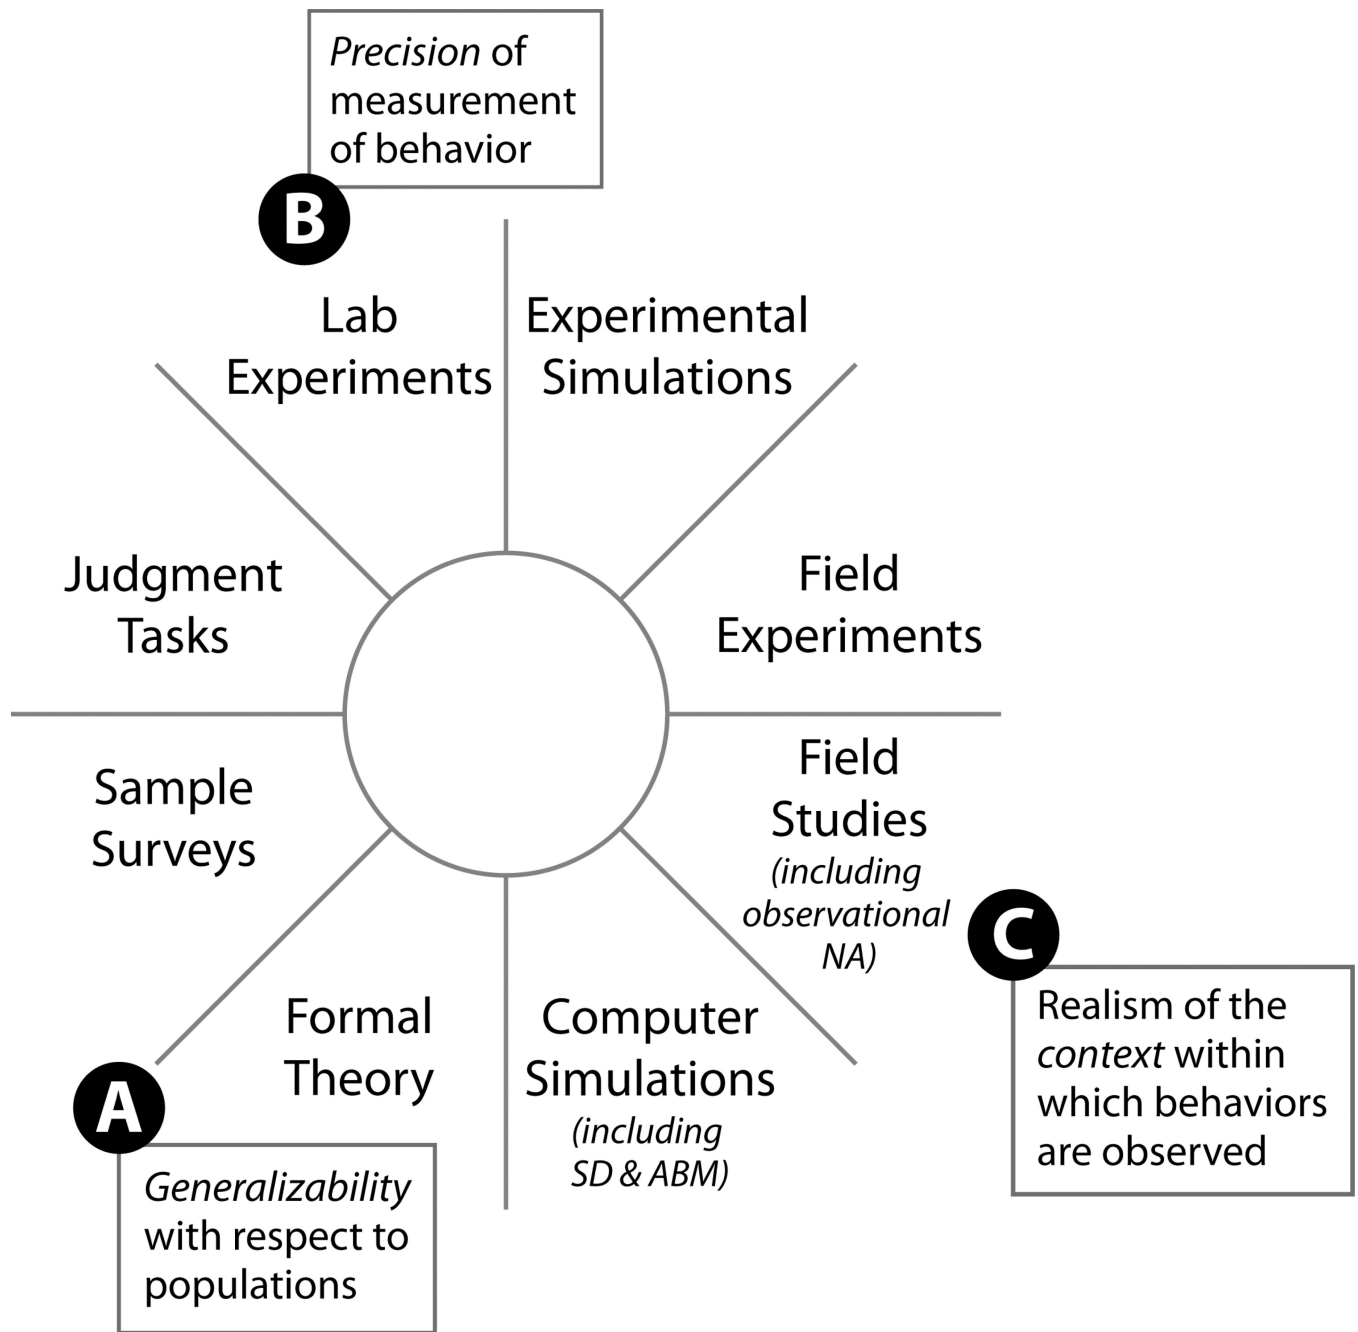 Precision of
measurement
of behavior
B
Lab
Experiments
Experimental
Simulations
Judgment
Tasks
Field
Experiments
Sample
Surveys
Field
Studies
(including
observational
NA)
C
Realism of the
context within
which behaviors
are observed
Formal
Theory
Computer
Simulations
(including
SD & ABM)
A
Generalizability
with respect to
populations